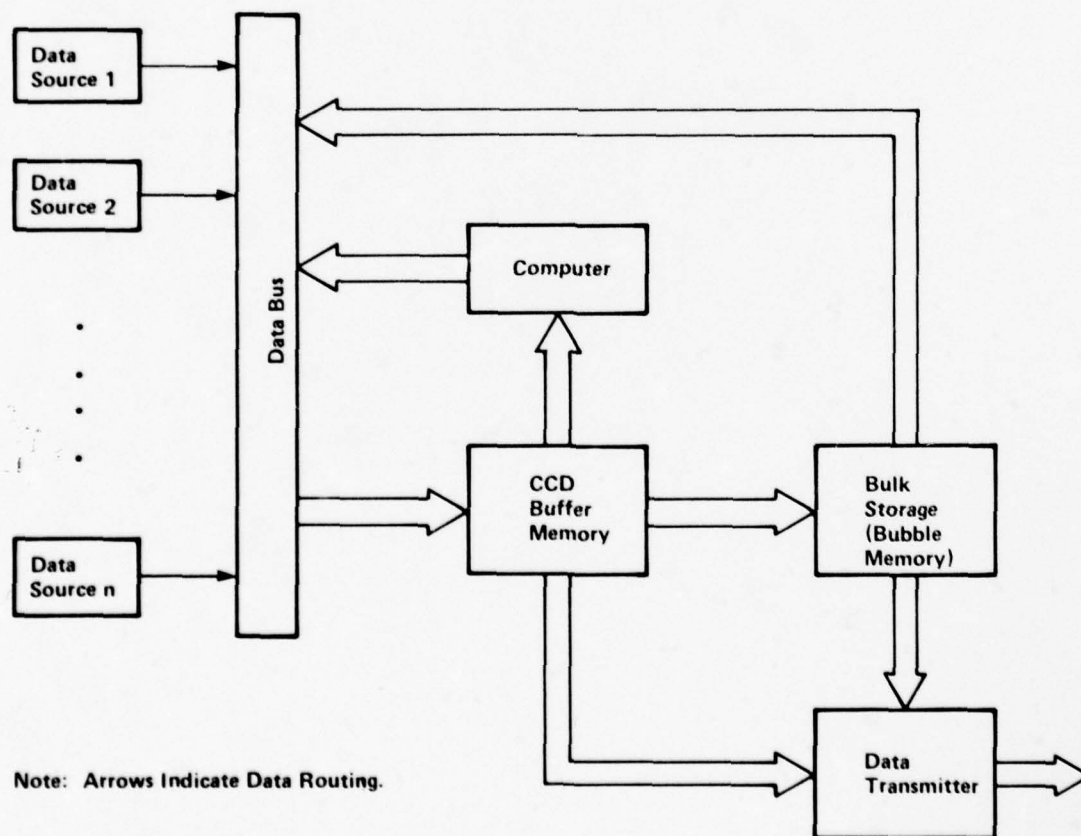 Data
Source 1
Data
Source 2
Data
Source n
Data Bus
Computer
CCD
Buffer
Memory
Bulk
Storage
(Bubble
Memory)
Data
Transmitter
Note: Arrows Indicate Data Routing.